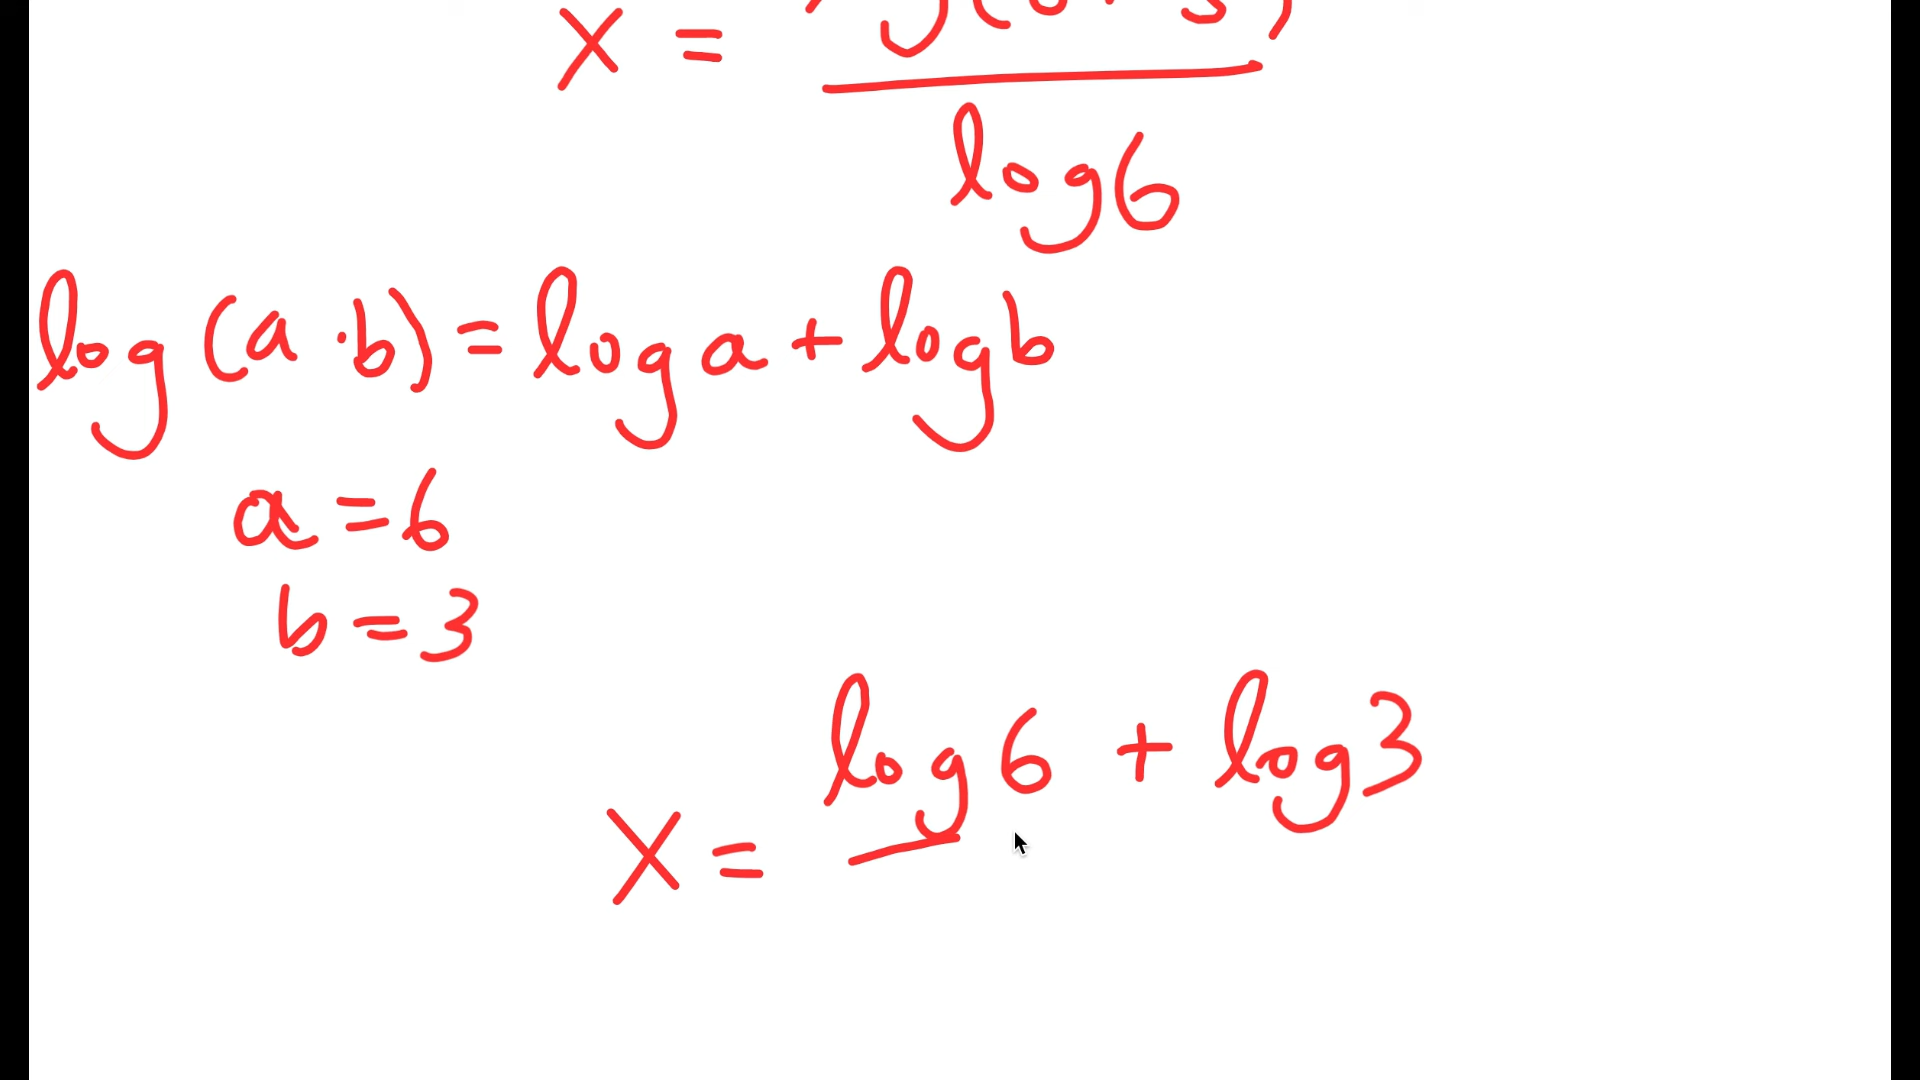 X =
log6
log (a · b) = log a + log b
a = 6
b = 3
log 6 + log 3
X =